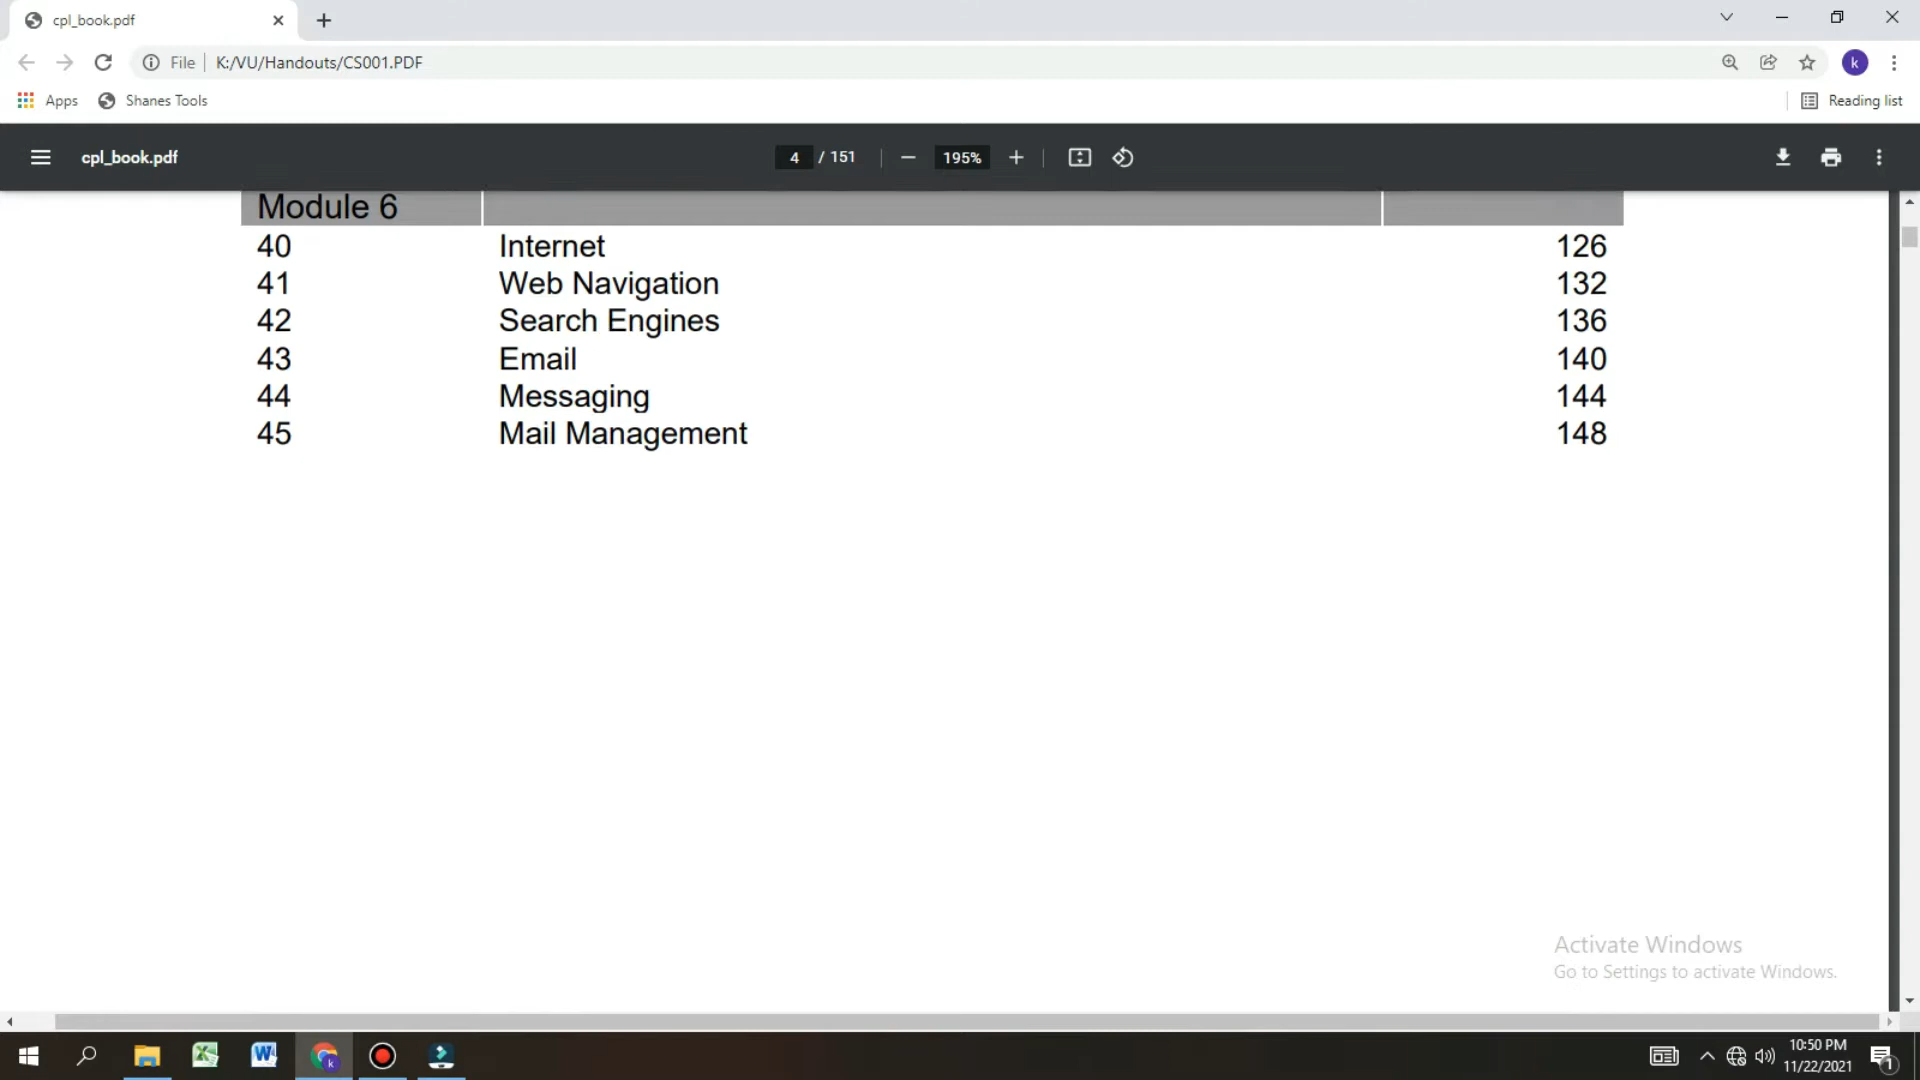 cpl_book.pdf
File K:/VU/Handouts/CS001.PDF
k
Apps Shanes Tools Reading list
cpl_book.pdf 4 / 151 195%
Module 6
40 Internet 126
41 Web Navigation 132
42 Search Engines 136
43 Email 140
44 Messaging 144
45 Mail Management 148
Activate Windows
Go to Settings to activate Windows.
10:50 PM
11/22/2021
1